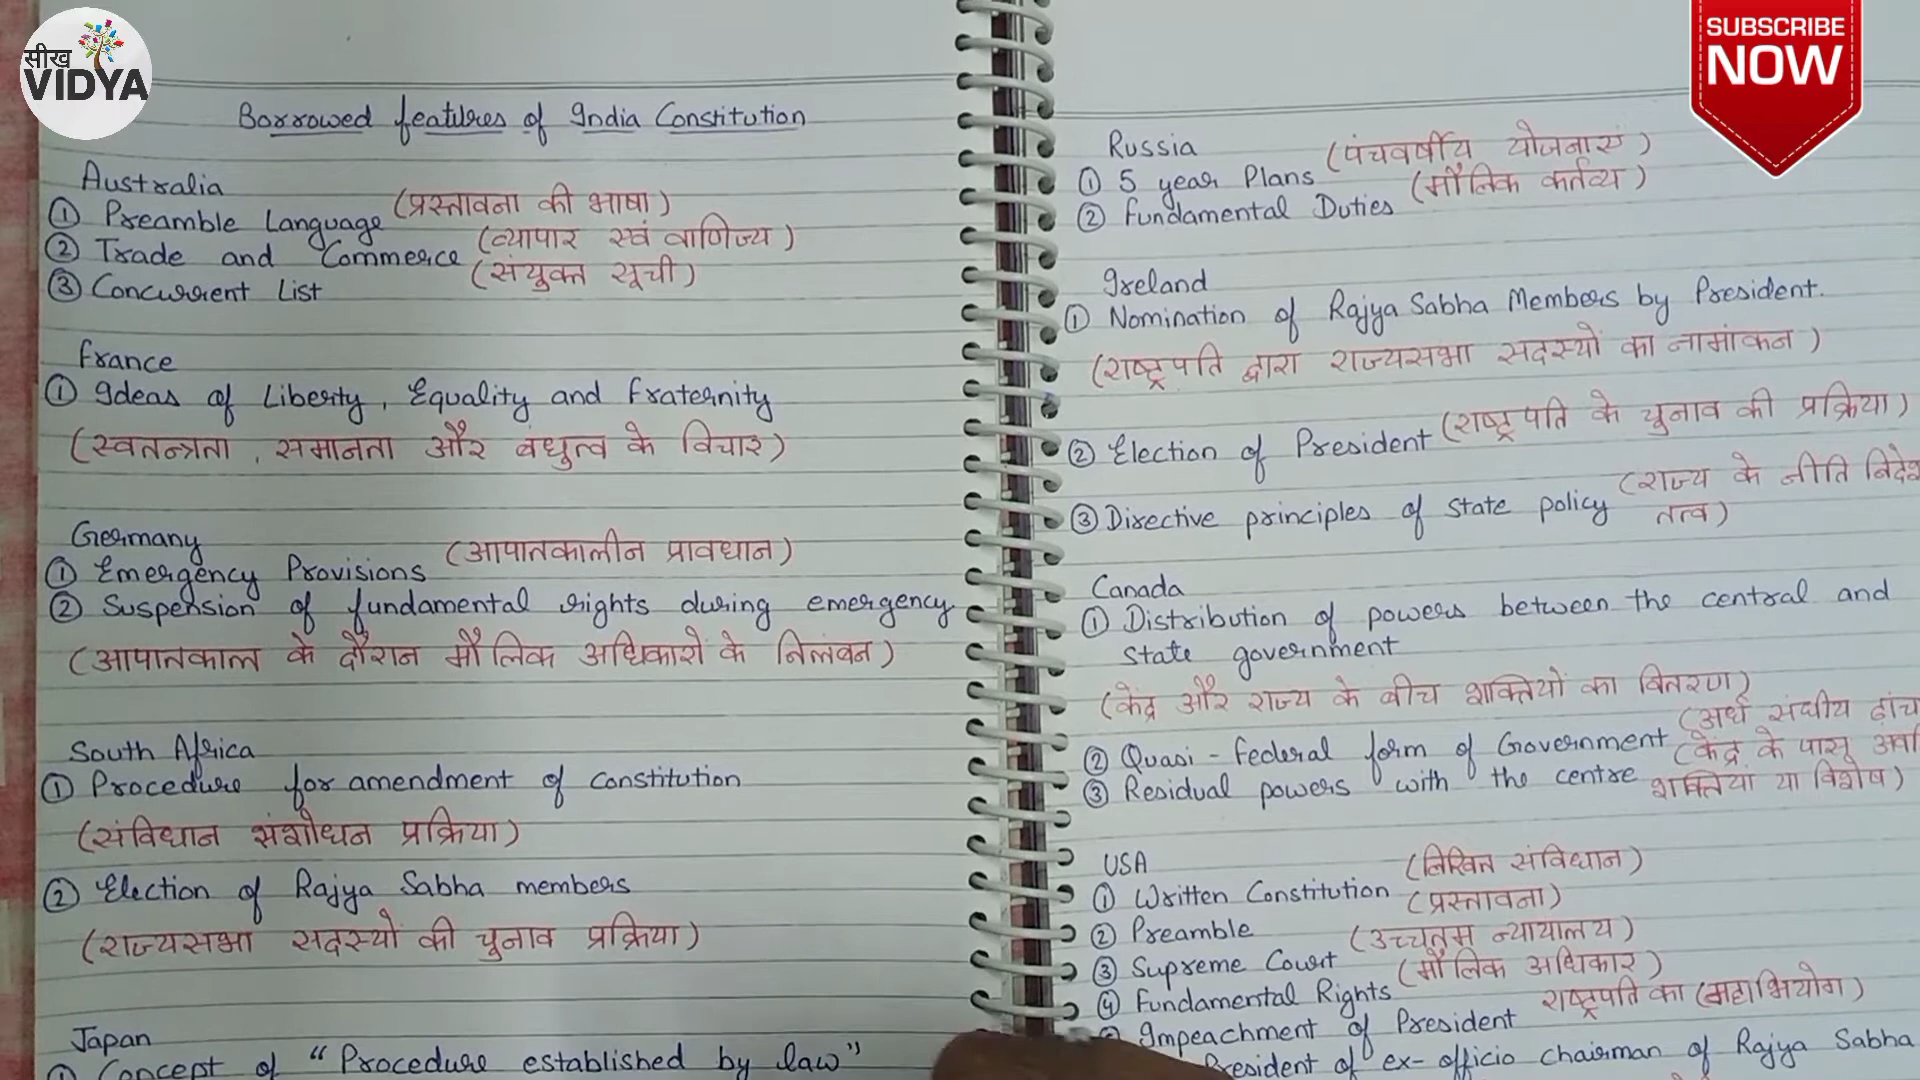 सीख
VIDYA
SUBSCRIBE
NOW
Borrowed features of India Constitution
Australia
① Preamble Language (प्रस्तावना की भाषा)
② Trade and Commerce (व्यापार एवं वाणिज्य)
③ Concurrent List (संयुक्त सूची)
France
① Ideas of Liberty, Equality and Fraternity
(स्वतन्त्रता, समानता और बंधुत्व के विचार)
Germany
① Emergency Provisions (आपातकालीन प्रावधान)
② Suspension of fundamental rights during emergency
(आपातकाल के दौरान मौलिक अधिकारों के निलंबन)
South Africa
① Procedure for amendment of constitution
(संविधान संशोधन प्रक्रिया)
② Election of Rajya Sabha members
(राज्यसभा सदस्यों की चुनाव प्रक्रिया)
Japan
① Concept of "Procedure established by law"
Russia
① 5 year Plans (पंचवर्षीय योजनाएं)
② Fundamental Duties (मौलिक कर्तव्य)
Ireland
① Nomination of Rajya Sabha Members by President.
(राष्ट्रपति द्वारा राज्यसभा सदस्यों का नामांकन)
② Election of President (राष्ट्रपति के चुनाव की प्रक्रिया)
③ Directive principles of state policy (राज्य के नीति निदेश
तत्व)
Canada
① Distribution of powers between the central and
state government
(केंद्र और राज्य के बीच शक्तियों का वितरण)
② Quasi-federal form of Government (अर्ध संघीय ढांच
③ Residual powers with the centre (केंद्र के पास
शक्तियां या विशेष)
USA
① Written Constitution (लिखित संविधान)
② Preamble (प्रस्तावना)
③ Supreme Court (उच्चतम न्यायालय)
④ Fundamental Rights (मौलिक अधिकार)
Impeachment of President राष्ट्रपति का (महाभियोग)
resident of ex-officio chairman of Rajya Sabha